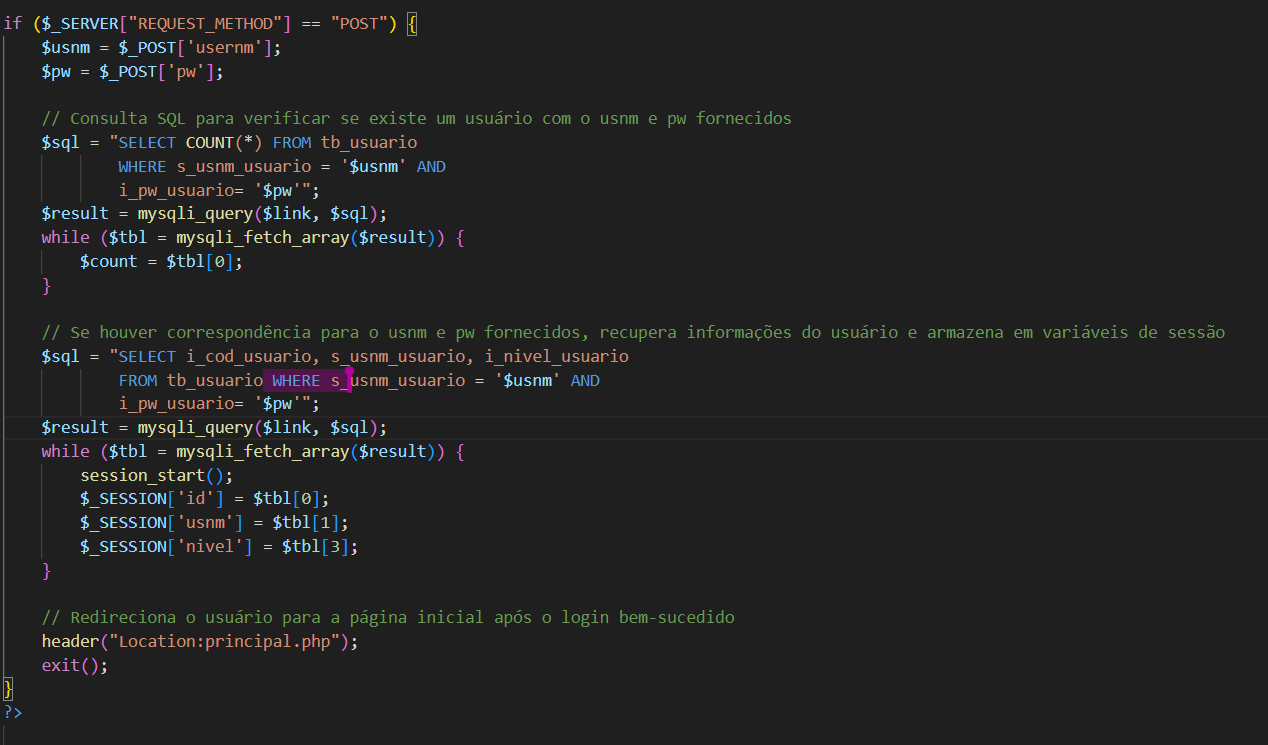 if ($_SERVER["REQUEST_METHOD"] == "POST") {
    $usnm = $_POST['usernm'];
    $pw = $_POST['pw'];
    // Consulta SQL para verificar se existe um usuário com o usnm e pw fornecidos
    $sql = "SELECT COUNT(*) FROM tb_usuario
            WHERE s_usnm_usuario = '$usnm' AND
            i_pw_usuario= '$pw'";
    $result = mysqli_query($link, $sql);
    while ($tbl = mysqli_fetch_array($result)) {
        $count = $tbl[0];
    }
    // Se houver correspondência para o usnm e pw fornecidos, recupera informações do usuário e armazena em variáveis de sessão
    $sql = "SELECT i_cod_usuario, s_usnm_usuario, i_nivel_usuario
            FROM tb_usuario WHERE s_usnm_usuario = '$usnm' AND
            i_pw_usuario= '$pw'";
    $result = mysqli_query($link, $sql);
    while ($tbl = mysqli_fetch_array($result)) {
        session_start();
        $_SESSION['id'] = $tbl[0];
        $_SESSION['usnm'] = $tbl[1];
        $_SESSION['nivel'] = $tbl[3];
    }
    // Redireciona o usuário para a página inicial após o login bem-sucedido
    header("Location:principal.php");
    exit();
}
?>